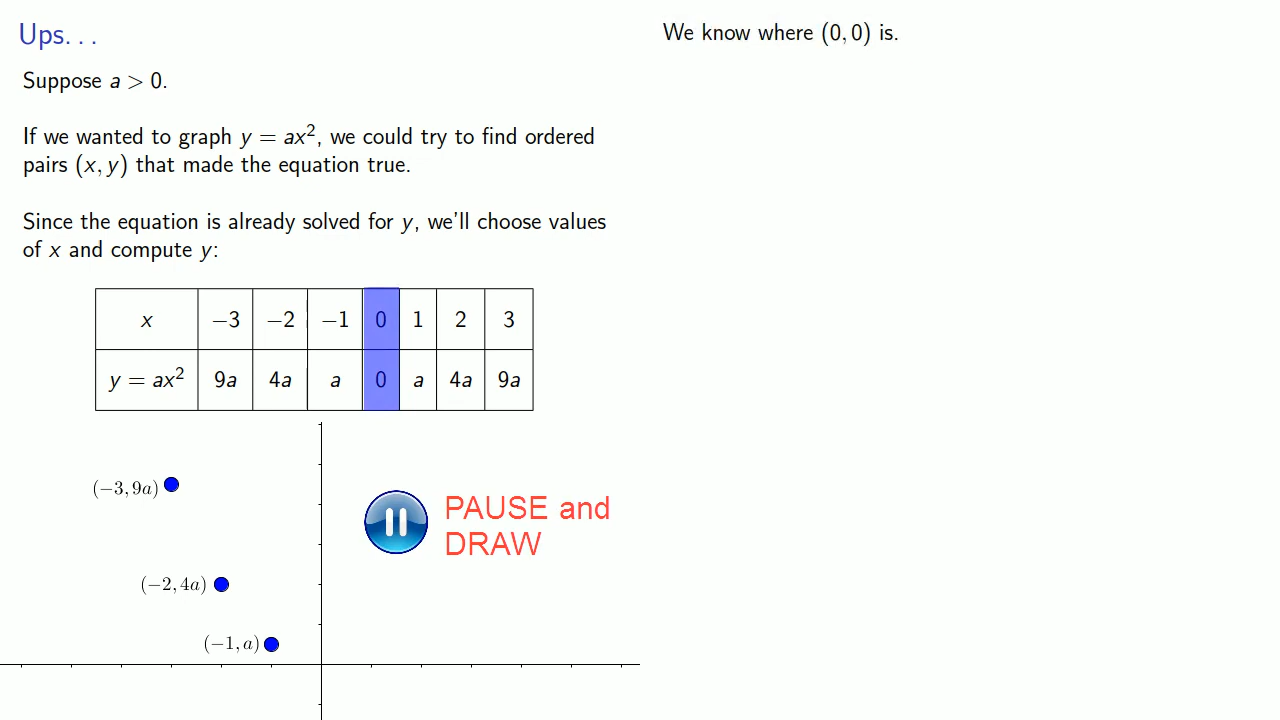 Ups. . .
Suppose a > 0.
If we wanted to graph y = ax², we could try to find ordered
pairs (x, y) that made the equation true.
Since the equation is already solved for y, we'll choose values
of x and compute y:
x −3 −2 −1 0 1 2 3
y = ax² 9a 4a a 0 a 4a 9a
(−3, 9a)
(−2, 4a)
(−1, a)
PAUSE and
DRAW
We know where (0, 0) is.